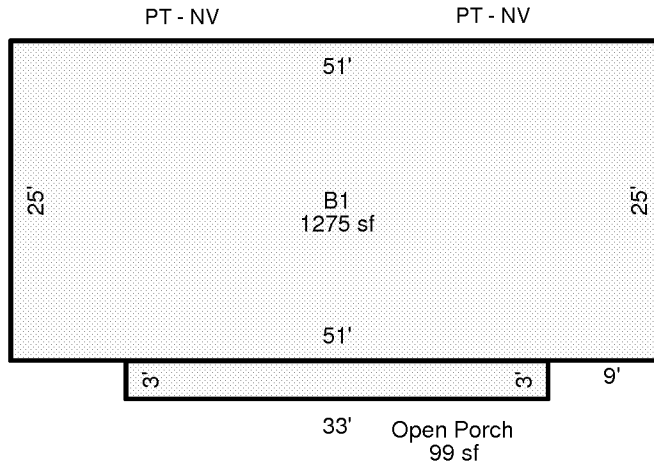 PT - NV PT - NV
51'
25'
B1
1275 sf
25'
51'
3'
3'
9'
33'
Open Porch
99 sf